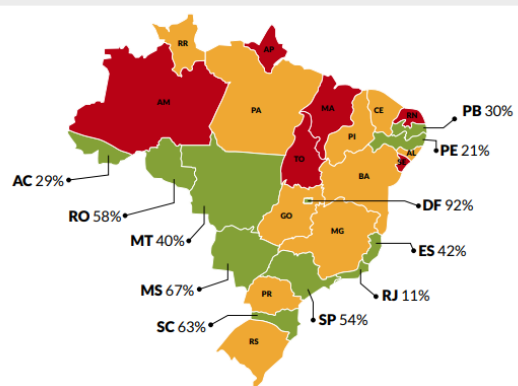 RR
AP
AM
PA
MA
CE
RN
PB 30%
PI
PE 21%
TO
AL
SE
BA
AC 29%
DF 92%
RO 58%
GO
MG
MT 40%
ES 42%
MS 67%
PR
RJ 11%
SP 54%
SC 63%
RS